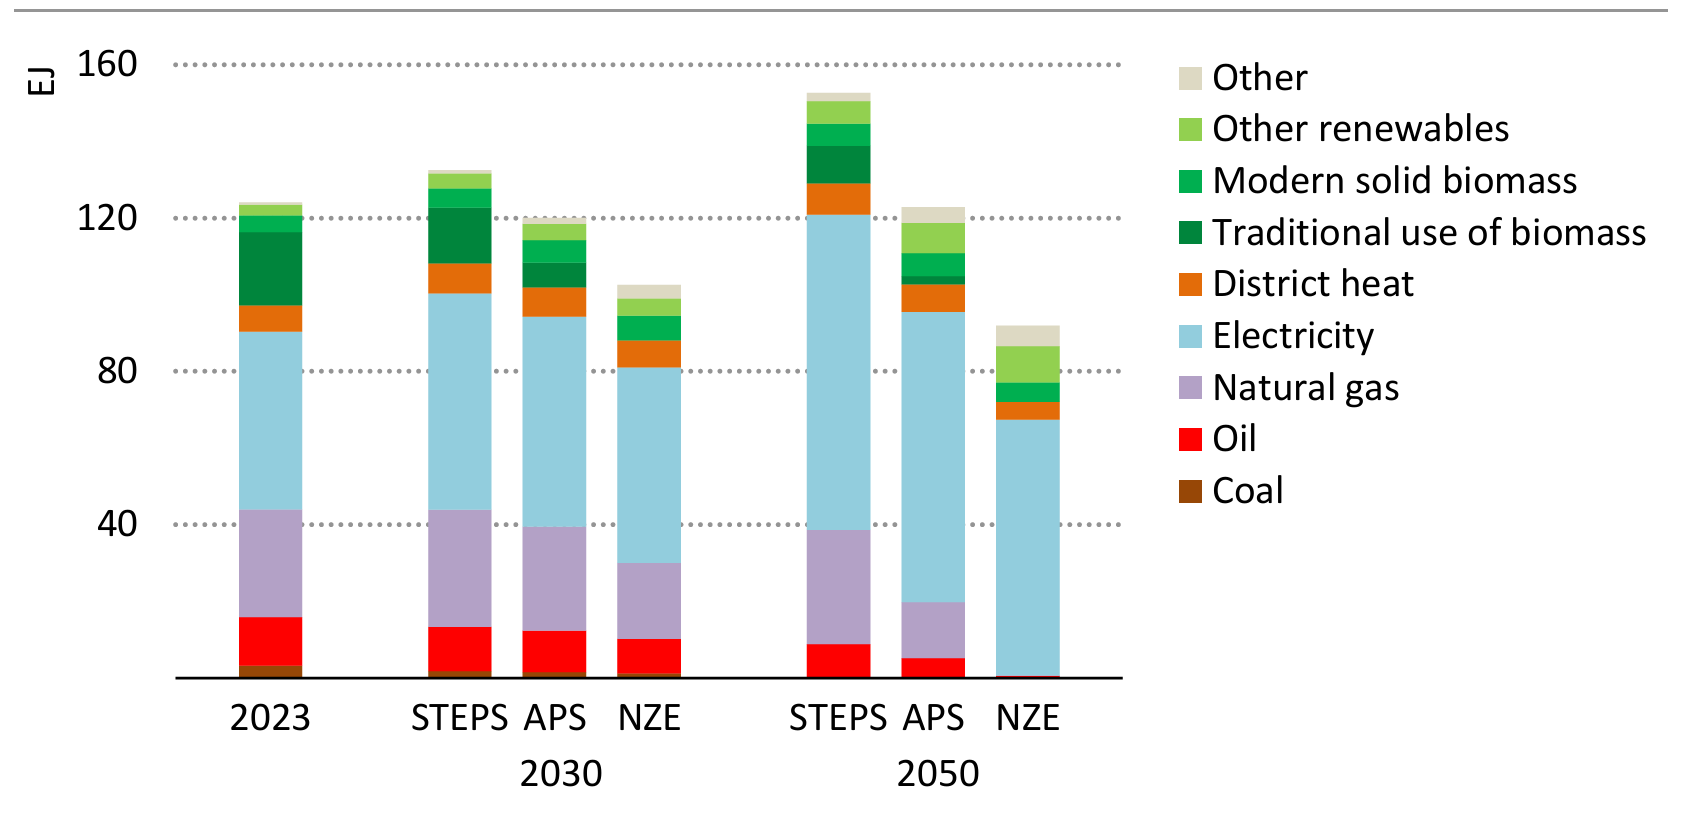 EJ
160
120
80
40
2023
STEPS APS NZE
2030
STEPS APS NZE
2050
Other
Other renewables
Modern solid biomass
Traditional use of biomass
District heat
Electricity
Natural gas
Oil
Coal